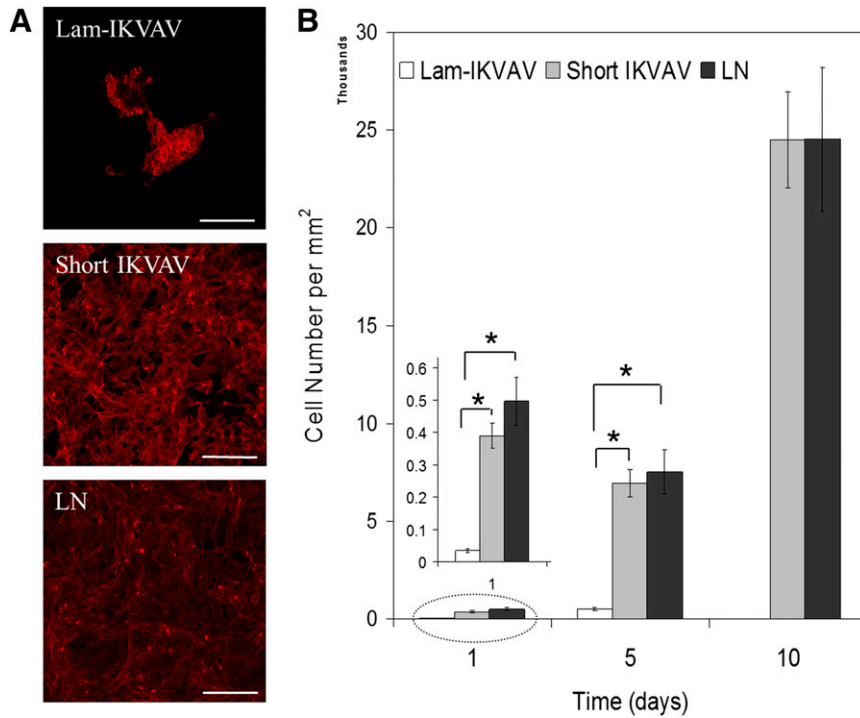 A
Lam-IKVAV
Short IKVAV
LN
B
Thousands
Lam-IKVAV Short IKVAV LN
Cell Number per mm²
30
25
20
15
10
5
0
*
*
0.6
0.5
0.4
0.3
0.2
0.1
0
1
*
*
1 5 10
Time (days)